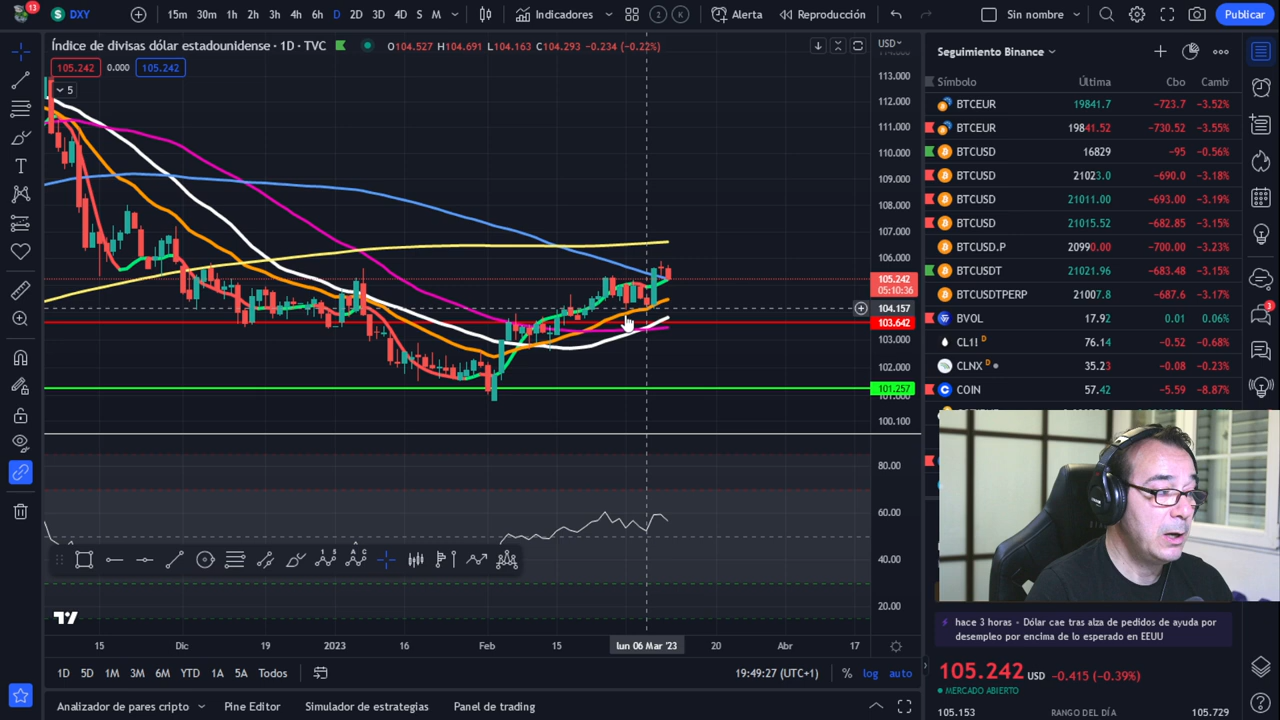 13
S DXY
15m 30m 1h 2h 3h 4h 6h D 2D 3D 4D S M
Indicadores
2 K
Alerta
Reproducción
Sin nombre
Publicar
Índice de divisas dólar estadounidense · 1D · TVC
O104.527 H104.691 L104.163 C104.293 -0.234 (-0.22%)
105.242 0.000 105.242
5
USD
114.000
113.000
112.000
111.000
110.000
109.000
108.000
107.000
106.000
105.242
05:10:36
104.157
103.642
103.000
102.000
101.257
101.000
100.100
80.00
60.00
40.00
20.00
15 Dic 19 2023 16 Feb 15 lun 06 Mar '23 20 Abr 17
1D 5D 1M 3M 6M YTD 1A 5A Todos
19:49:27 (UTC+1) % log auto
Analizador de pares cripto Pine Editor Simulador de estrategias Panel de trading
Seguimiento Binance
Símbolo Última Cbo Camb
BTCEUR 19841.7 -723.7 -3.52%
BTCEUR 19841.52 -730.52 -3.55%
BTCUSD 16829 -95 -0.56%
BTCUSD 21023.0 -690.0 -3.18%
BTCUSD 21011.00 -693.00 -3.19%
BTCUSD 21015.52 -682.85 -3.15%
BTCUSD.P 20990.00 -700.00 -3.23%
BTCUSDT 21021.96 -683.48 -3.15%
BTCUSDTPERP 21007.8 -687.6 -3.17%
BVOL 17.92 0.01 0.06%
CL1! D 76.14 -0.52 -0.68%
CLNX D 35.23 -0.08 -0.23%
COIN 57.42 -5.59 -8.87%
3
hace 3 horas · Dólar cae tras alza de pedidos de ayuda por
desempleo por encima de lo esperado en EEUU
105.242 USD -0.415 (-0.39%)
MERCADO ABIERTO
105.153 RANGO DEL DÍA 105.729